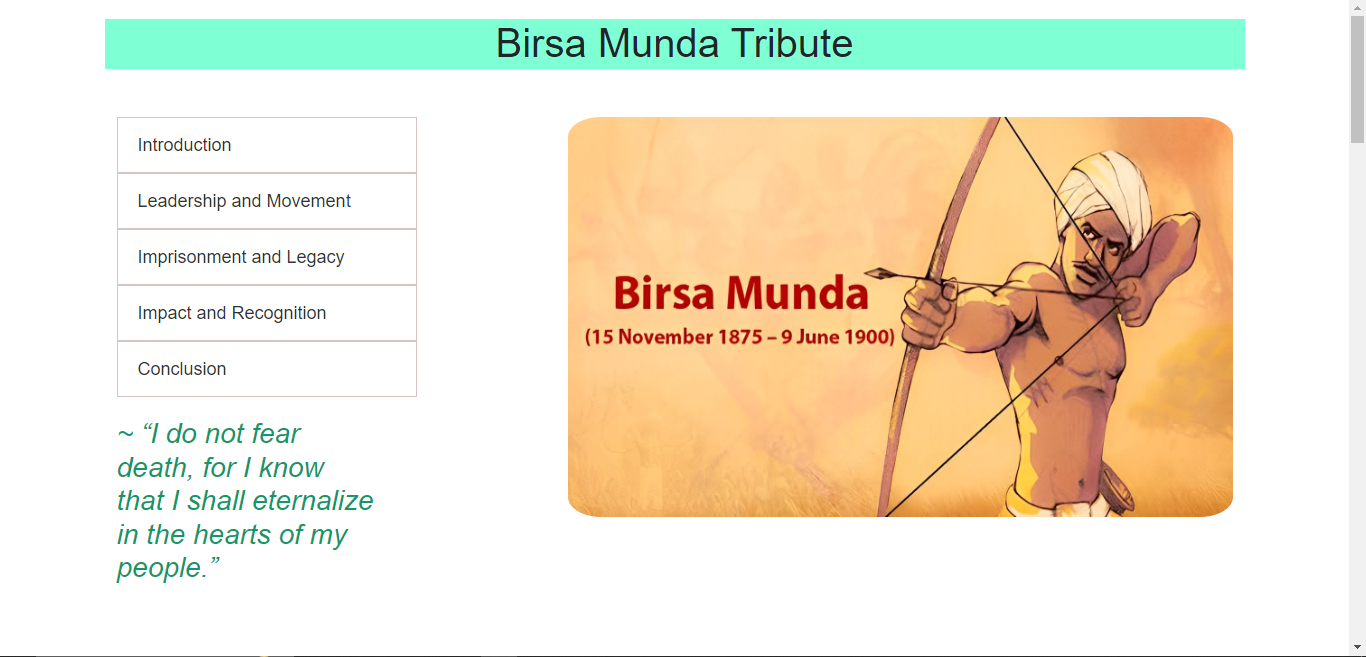 Birsa Munda Tribute
Introduction
Leadership and Movement
Imprisonment and Legacy
Impact and Recognition
Conclusion
~ “I do not fear
death, for I know
that I shall eternalize
in the hearts of my
people.”
Birsa Munda
(15 November 1875 – 9 June 1900)